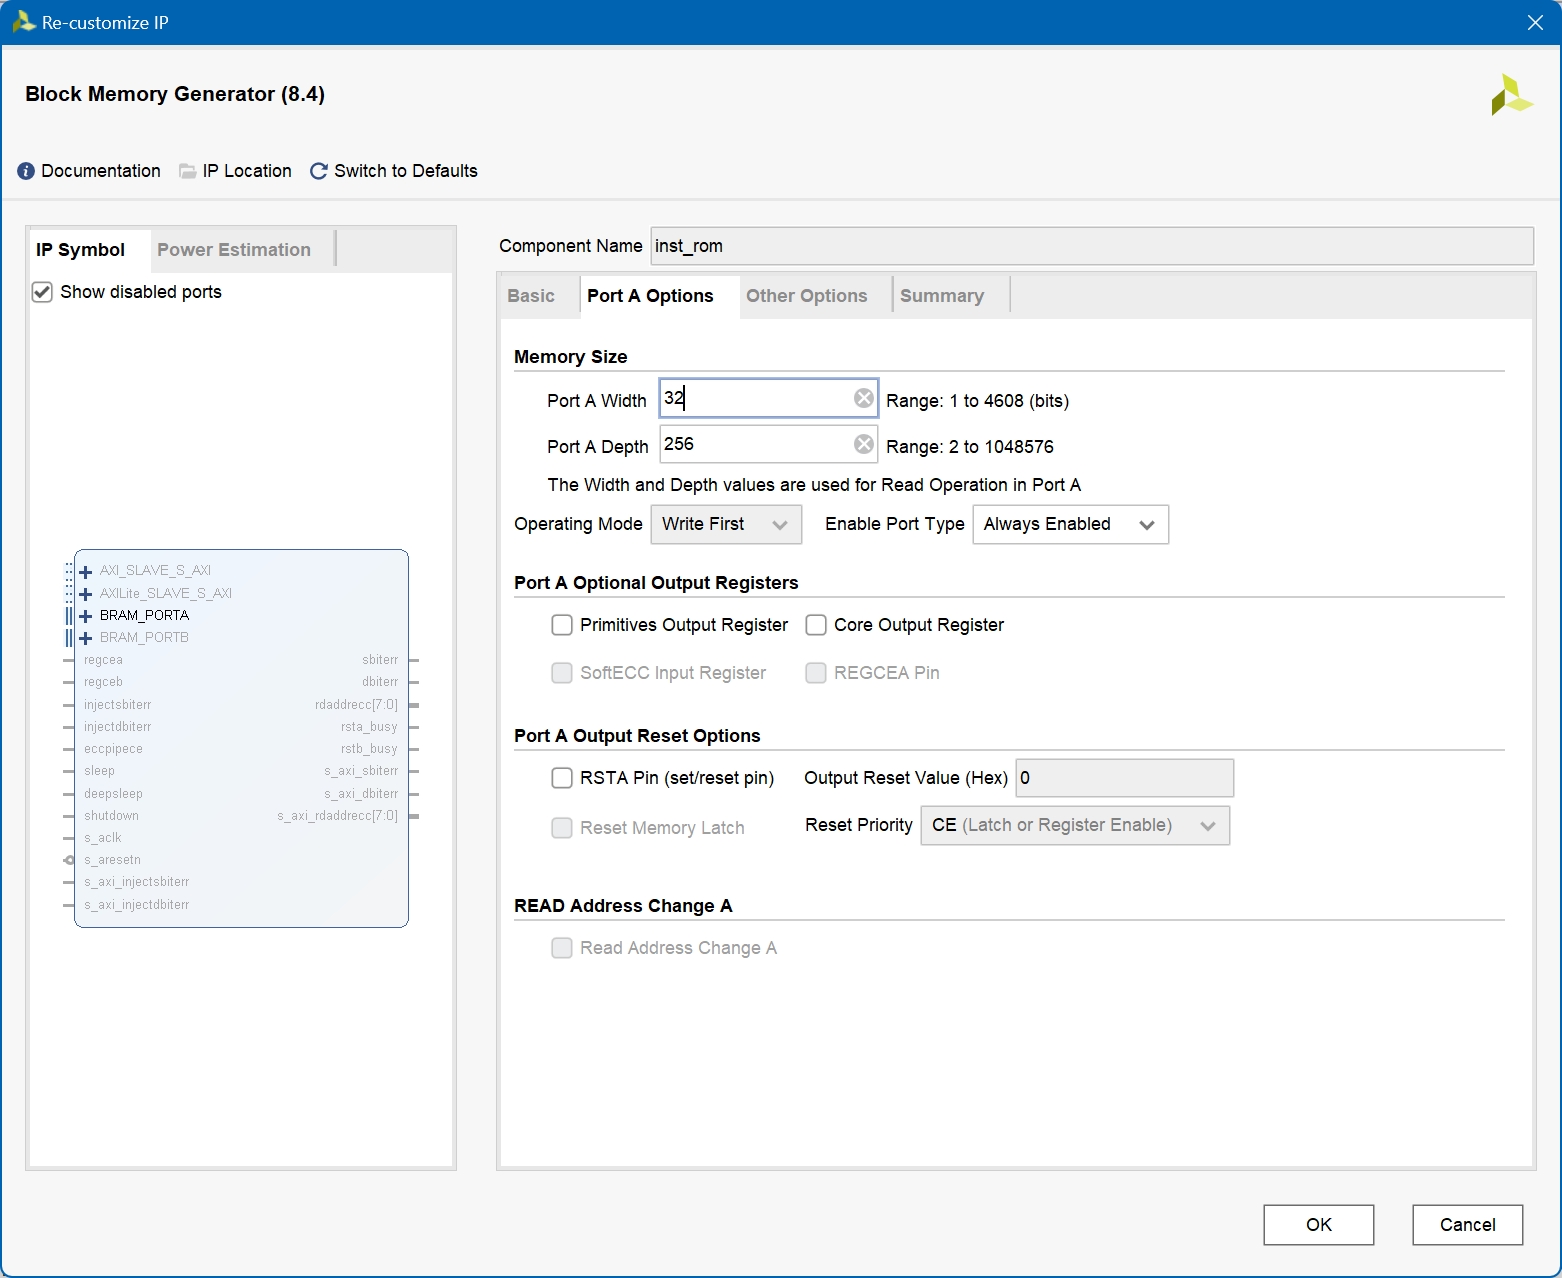 Re-customize IP
Block Memory Generator (8.4)
Documentation IP Location Switch to Defaults
IP Symbol Power Estimation
Show disabled ports
AXI_SLAVE_S_AXI
AXILite_SLAVE_S_AXI
BRAM_PORTA
BRAM_PORTB
regcea sbiterr
regceb dbiterr
injectsbiterr rdaddrecc[7:0]
injectdbiterr rsta_busy
eccpipece rstb_busy
sleep s_axi_sbiterr
deepsleep s_axi_dbiterr
shutdown s_axi_rdaddrecc[7:0]
s_aclk
s_aresetn
s_axi_injectsbiterr
s_axi_injectdbiterr
Component Name inst_rom
Basic Port A Options Other Options Summary
Memory Size
Port A Width 32 Range: 1 to 4608 (bits)
Port A Depth 256 Range: 2 to 1048576
The Width and Depth values are used for Read Operation in Port A
Operating Mode Write First Enable Port Type Always Enabled
Port A Optional Output Registers
Primitives Output Register Core Output Register
SoftECC Input Register REGCEA Pin
Port A Output Reset Options
RSTA Pin (set/reset pin) Output Reset Value (Hex) 0
Reset Memory Latch Reset Priority CE (Latch or Register Enable)
READ Address Change A
Read Address Change A
OK Cancel